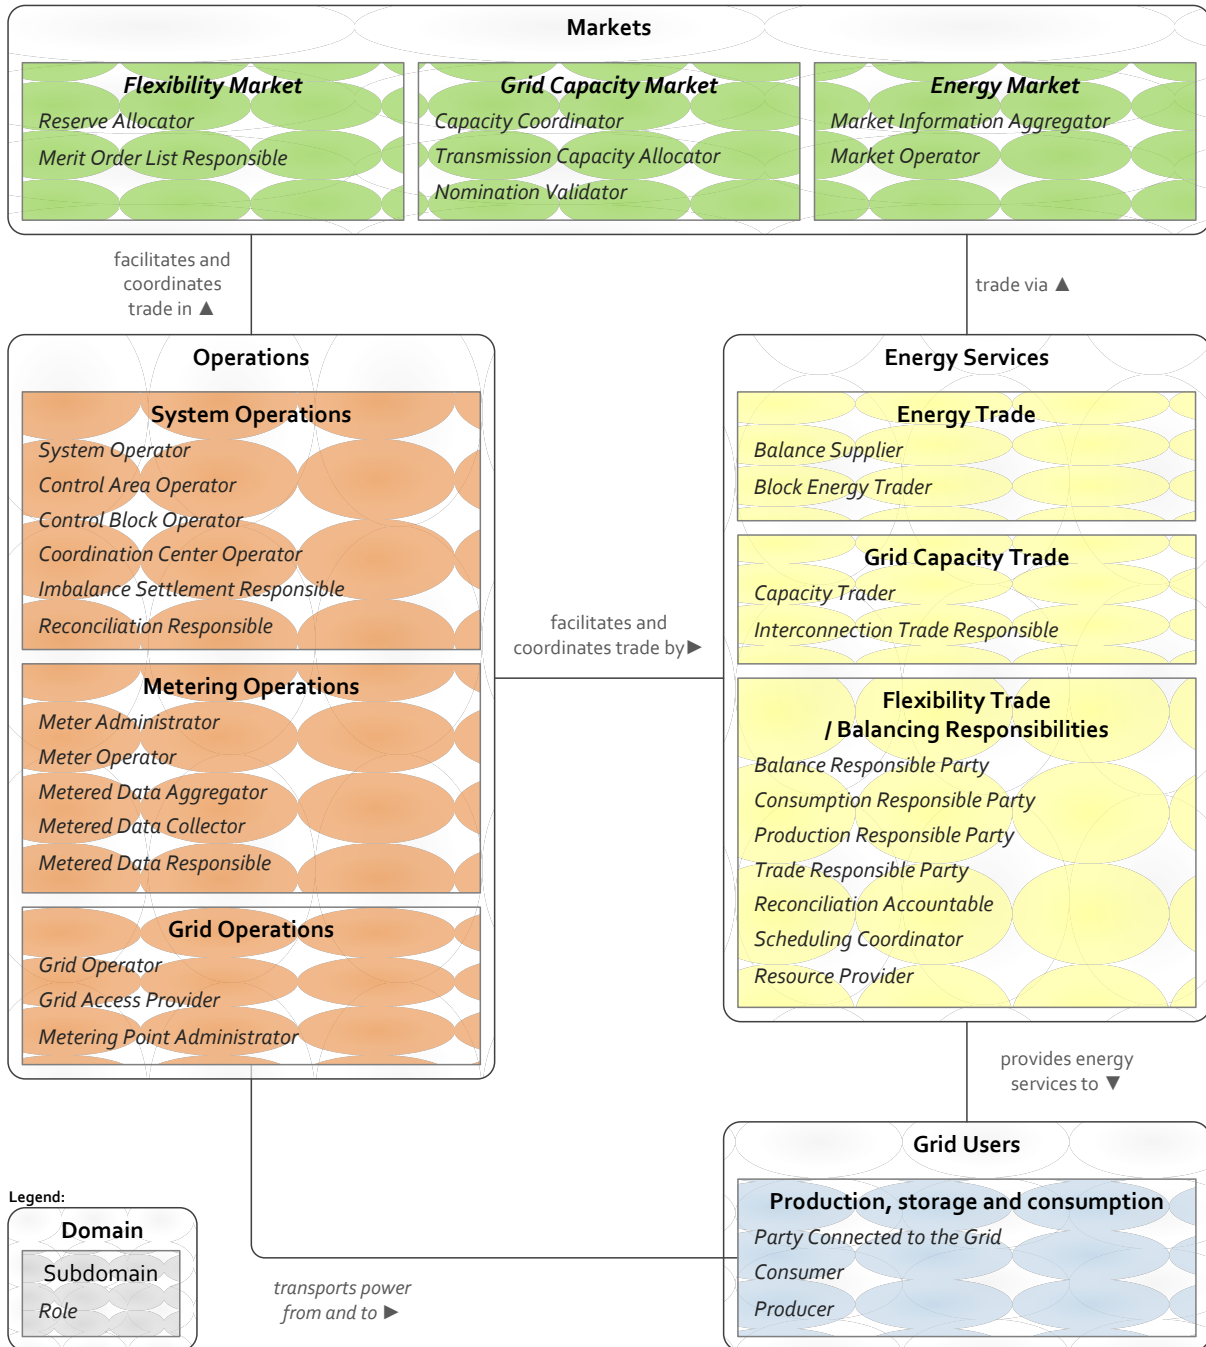 Markets
Flexibility Market
Reserve Allocator
Merit Order List Responsible
Grid Capacity Market
Capacity Coordinator
Transmission Capacity Allocator
Nomination Validator
Energy Market
Market Information Aggregator
Market Operator
facilitates and
coordinates
trade in ▲
trade via ▲
Operations
System Operations
System Operator
Control Area Operator
Control Block Operator
Coordination Center Operator
Imbalance Settlement Responsible
Reconciliation Responsible
Metering Operations
Meter Administrator
Meter Operator
Metered Data Aggregator
Metered Data Collector
Metered Data Responsible
Grid Operations
Grid Operator
Grid Access Provider
Metering Point Administrator
facilitates and
coordinates trade by ►
Energy Services
Energy Trade
Balance Supplier
Block Energy Trader
Grid Capacity Trade
Capacity Trader
Interconnection Trade Responsible
Flexibility Trade
/ Balancing Responsibilities
Balance Responsible Party
Consumption Responsible Party
Production Responsible Party
Trade Responsible Party
Reconciliation Accountable
Scheduling Coordinator
Resource Provider
provides energy
services to ▼
Grid Users
Production, storage and consumption
Party Connected to the Grid
Consumer
Producer
transports power
from and to ►
Legend:
Domain
Subdomain
Role